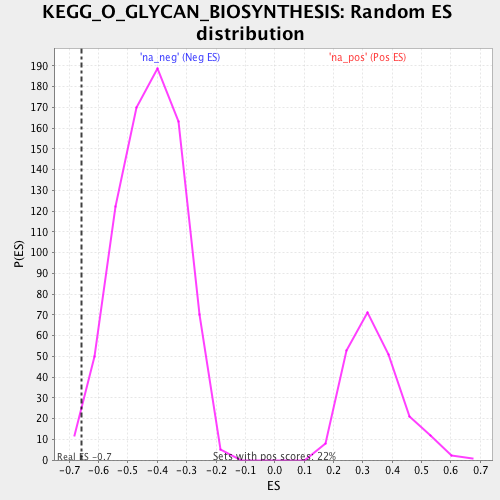 KEGG_O_GLYCAN_BIOSYNTHESIS: Random ES
distribution
'na_neg' (Neg ES)
'na_pos' (Pos ES)
190
180
170
160
150
140
130
120
110
100
90
80
70
60
50
40
30
20
10
0
P(ES)
Real ES -0.7
Sets with pos scores: 22%
-0.7 -0.6 -0.5 -0.4 -0.3 -0.2 -0.1 0.0 0.1 0.2 0.3 0.4 0.5 0.6 0.7
ES